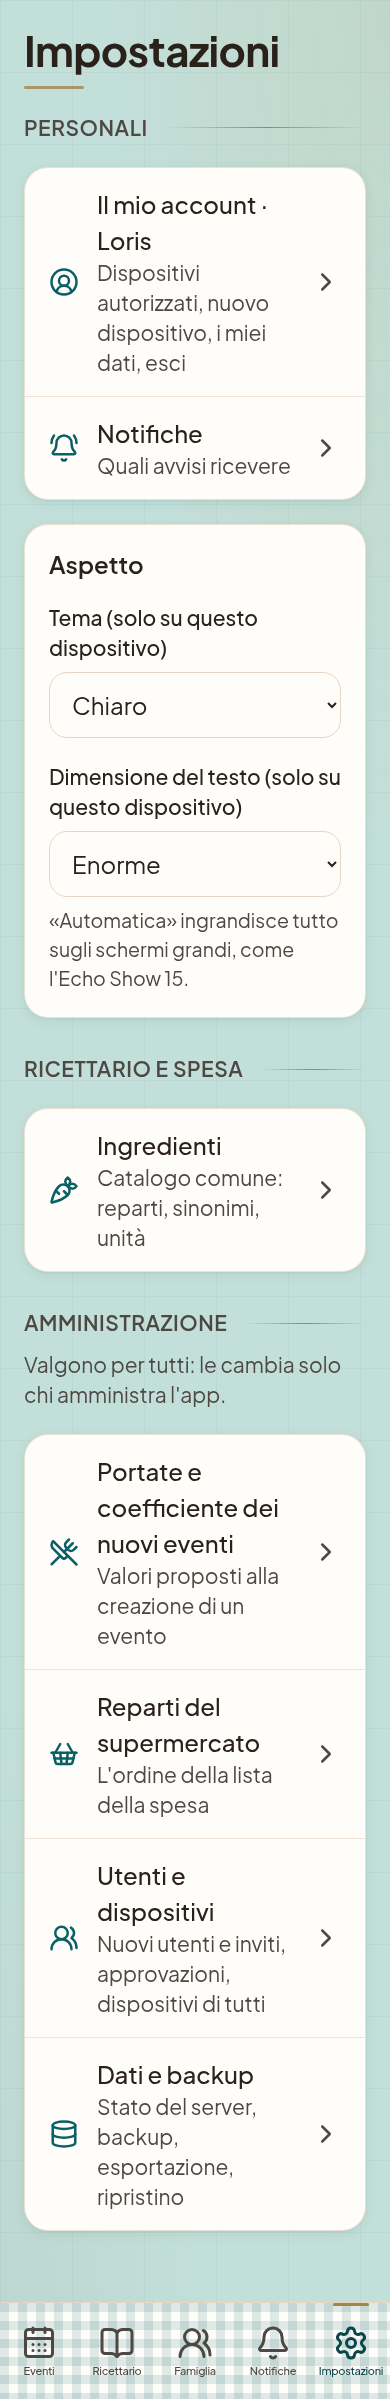 Impostazioni
PERSONALI
Il mio account ·
Loris
Dispositivi
autorizzati, nuovo
dispositivo, i miei
dati, esci
Notifiche
Quali avvisi ricevere
Aspetto
Tema (solo su questo
dispositivo)
Chiaro
Dimensione del testo (solo su
questo dispositivo)
Enorme
«Automatica» ingrandisce tutto
sugli schermi grandi, come
l'Echo Show 15.
RICETTARIO E SPESA
Ingredienti
Catalogo comune:
reparti, sinonimi,
unità
AMMINISTRAZIONE
Valgono per tutti: le cambia solo
chi amministra l'app.
Portate e
coefficiente dei
nuovi eventi
Valori proposti alla
creazione di un
evento
Reparti del
supermercato
L'ordine della lista
della spesa
Utenti e
dispositivi
Nuovi utenti e inviti,
approvazioni,
dispositivi di tutti
Dati e backup
Stato del server,
backup,
esportazione,
ripristino
Eventi Ricettario Famiglia Notifiche Impostazioni